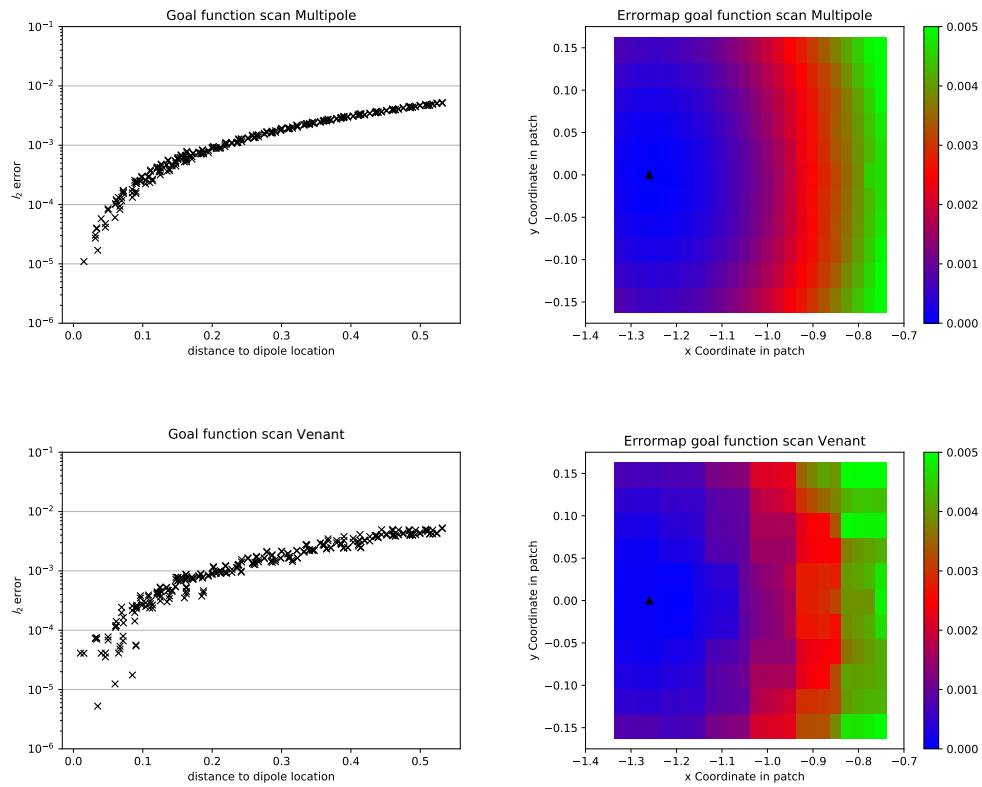 Goal function scan Multipole
10⁻¹
10⁻²
10⁻³
10⁻⁴
10⁻⁵
10⁻⁶
l₂ error
0.0 0.1 0.2 0.3 0.4 0.5
distance to dipole location
Errormap goal function scan Multipole
0.15
0.10
0.05
0.00
−0.05
−0.10
−0.15
y Coordinate in patch
−1.4 −1.3 −1.2 −1.1 −1.0 −0.9 −0.8 −0.7
x Coordinate in patch
0.005
0.004
0.003
0.002
0.001
0.000
Goal function scan Venant
10⁻¹
10⁻²
10⁻³
10⁻⁴
10⁻⁵
10⁻⁶
l₂ error
0.0 0.1 0.2 0.3 0.4 0.5
distance to dipole location
Errormap goal function scan Venant
0.15
0.10
0.05
0.00
−0.05
−0.10
−0.15
y Coordinate in patch
−1.4 −1.3 −1.2 −1.1 −1.0 −0.9 −0.8 −0.7
x Coordinate in patch
0.005
0.004
0.003
0.002
0.001
0.000